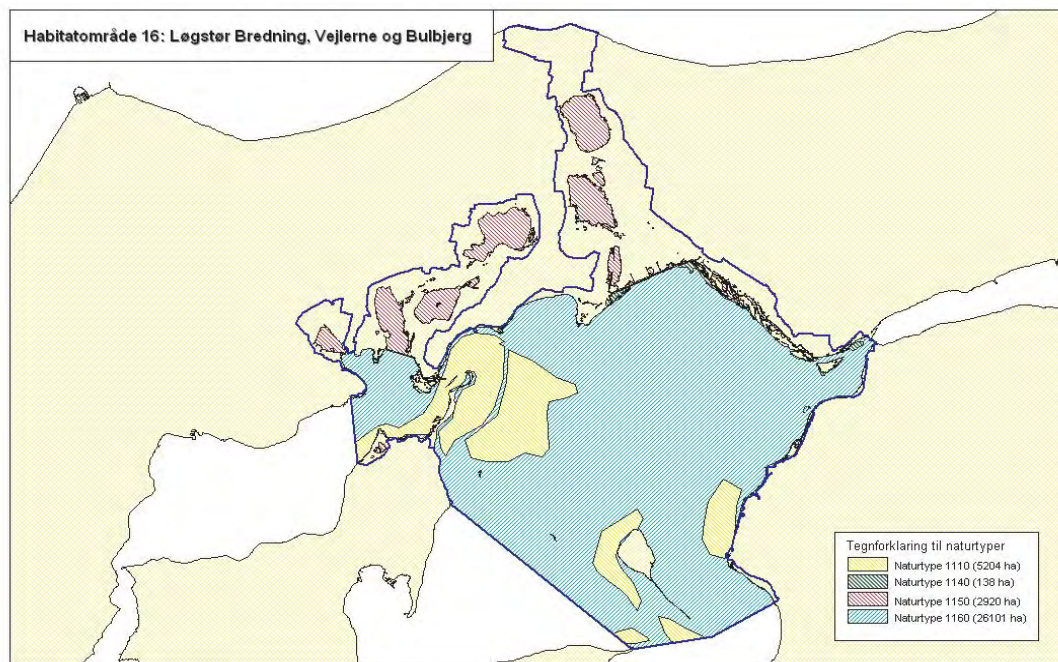 Habitatområde 16: Løgstør Bredning, Vejlerne og Bulbjerg
Tegnforklaring til naturtyper
Naturtype 1110 (5204 ha)
Naturtype 1140 (138 ha)
Naturtype 1150 (2920 ha)
Naturtype 1160 (26101 ha)